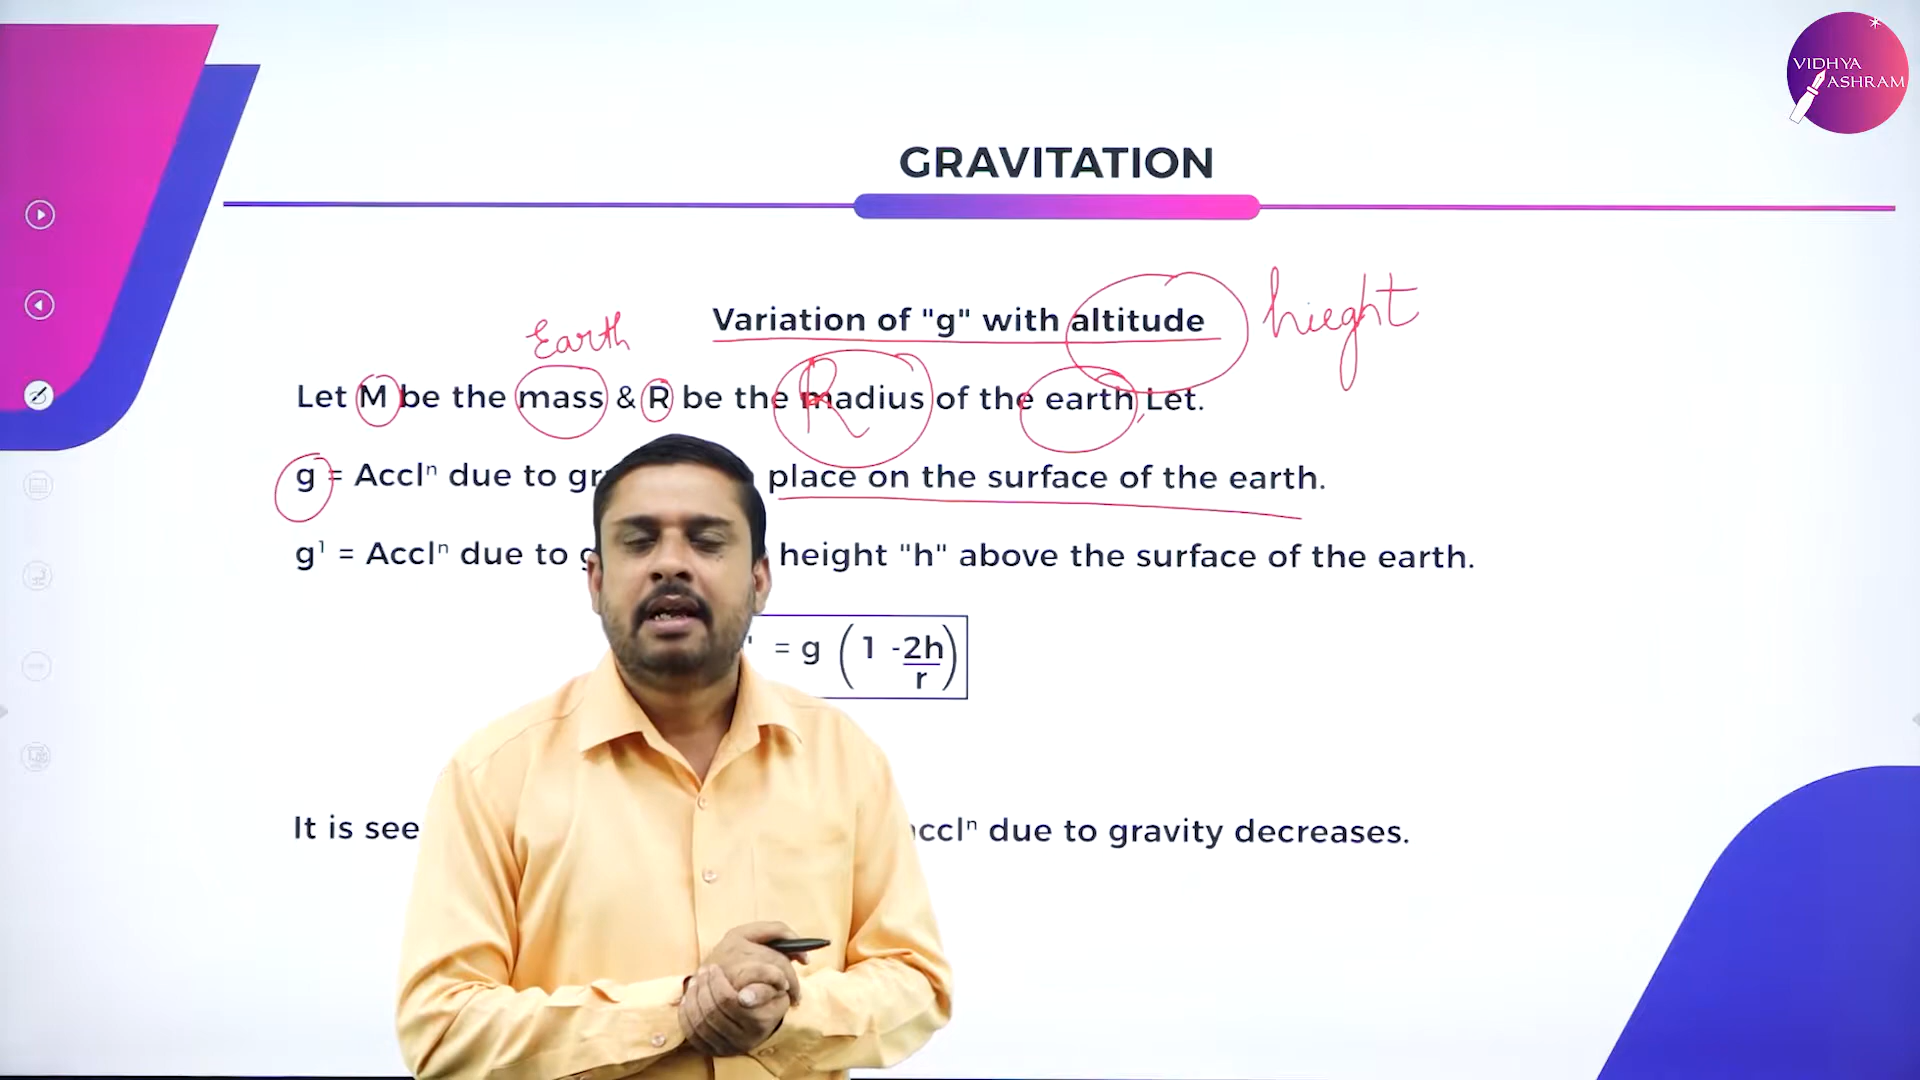 VIDHYA
ASHRAM
GRAVITATION
Variation of "g" with altitude
hieght
Earth
Let M be the mass & R be the madius of the earth Let.
R
g = Acclⁿ due to gr place on the surface of the earth.
g¹ = Acclⁿ due to g height "h" above the surface of the earth.
' = g (1 - 2h/r)
It is see acclⁿ due to gravity decreases.